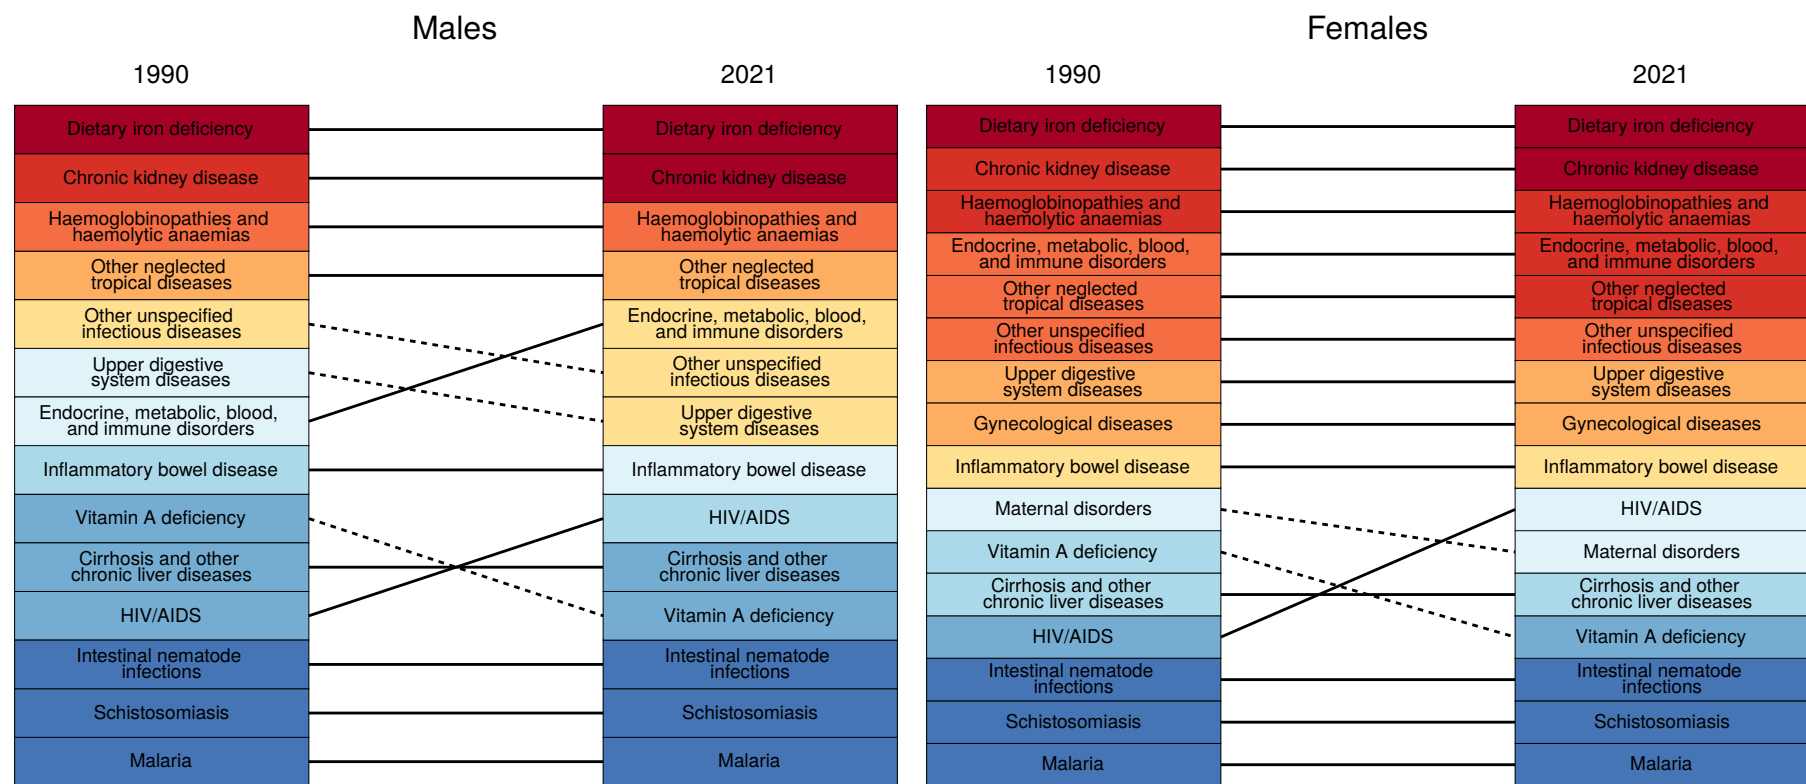 Males
1990
2021
Dietary iron deficiency
Chronic kidney disease
Haemoglobinopathies and
haemolytic anaemias
Other neglected
tropical diseases
Other unspecified
infectious diseases
Upper digestive
system diseases
Endocrine, metabolic, blood,
and immune disorders
Inflammatory bowel disease
Vitamin A deficiency
Cirrhosis and other
chronic liver diseases
HIV/AIDS
Intestinal nematode
infections
Schistosomiasis
Malaria
Dietary iron deficiency
Chronic kidney disease
Haemoglobinopathies and
haemolytic anaemias
Other neglected
tropical diseases
Endocrine, metabolic, blood,
and immune disorders
Other unspecified
infectious diseases
Upper digestive
system diseases
Inflammatory bowel disease
HIV/AIDS
Cirrhosis and other
chronic liver diseases
Vitamin A deficiency
Intestinal nematode
infections
Schistosomiasis
Malaria
Females
1990
2021
Dietary iron deficiency
Chronic kidney disease
Haemoglobinopathies and
haemolytic anaemias
Endocrine, metabolic, blood,
and immune disorders
Other neglected
tropical diseases
Other unspecified
infectious diseases
Upper digestive
system diseases
Gynecological diseases
Inflammatory bowel disease
Maternal disorders
Vitamin A deficiency
Cirrhosis and other
chronic liver diseases
HIV/AIDS
Intestinal nematode
infections
Schistosomiasis
Malaria
Dietary iron deficiency
Chronic kidney disease
Haemoglobinopathies and
haemolytic anaemias
Endocrine, metabolic, blood,
and immune disorders
Other neglected
tropical diseases
Other unspecified
infectious diseases
Upper digestive
system diseases
Gynecological diseases
Inflammatory bowel disease
HIV/AIDS
Maternal disorders
Cirrhosis and other
chronic liver diseases
Vitamin A deficiency
Intestinal nematode
infections
Schistosomiasis
Malaria